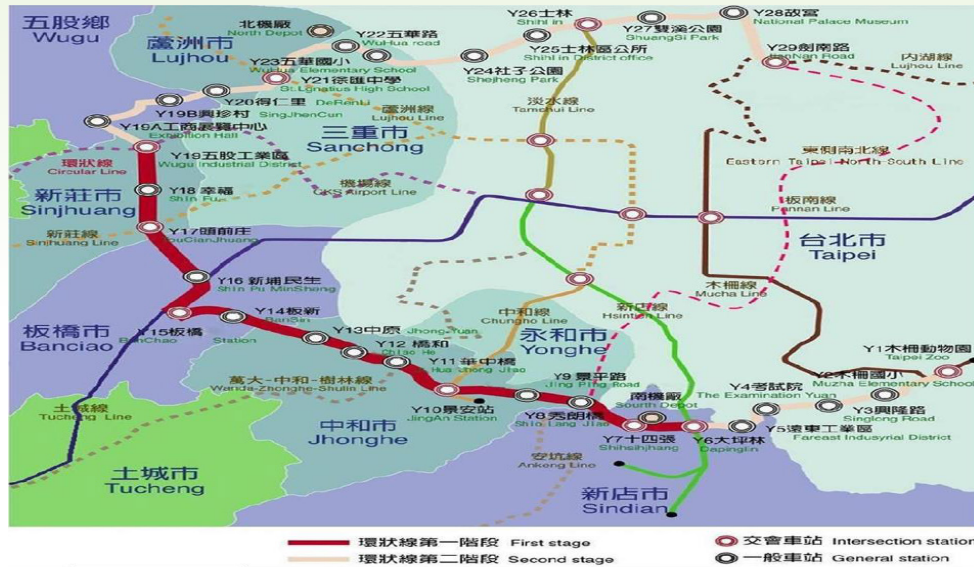 五股鄉
Wugu
蘆洲市
Lujhou
北機廠
North Depot
Y22五華路
WuHua road
Y23五華國小
WuHua Elementary School
Y21徐匯中學
St.Ignatius High School
Y20得仁里
DeRenLi
Y19B興珍村
SingJhenCun
Y19A工商展覽中心
Exhibition Hall
Y19五股工業區
Wugu Industrial District
環狀線
Circular Line
新莊市
Sinjhuang
Y18幸福
Shin Fu
新莊線
Sinjhuang Line
Y17頭前庄
TouCianJhuang
Y16新埔民生
Shin Pu MinSheng
蘆洲線
Lujhou Line
三重市
Sanchong
機場線
CKS Airport Line
Y26士林
Shihlin
Y25士林區公所
Shihlin District office
Y24社子公園
Shejheng Park
Y27雙溪公園
ShuangSi Park
Y28故宮
National Palace Museum
Y29劍南路
JianNan Road
內湖線
Lujhou Line
淡水線
Tamshui Line
東側南北線
Eastern Taipei North-South Line
板南線
Pannan Line
台北市
Taipei
木柵線
Mucha Line
新店線
Hsintien Line
中和線
Chungho Line
永和市
Yonghe
板橋市
Banciao
Y15板橋
BanChao
Station
Y14板新
BanSin
Y13中原
Jhong-Yuan
Y12橋和
Chiao He
Y11華中橋
Hua Jhong Jiao
萬大-中和-樹林線
Wanda-Zhonghe-Shulin Line
Y10景安站
JingAn Station
Y9景平路
Jing Ping Road
Y8秀朗橋
Shio Lang Jiao
南機廠
Sourth Depot
Y7十四張
Shihsihjhang
Y6大坪林
Dapinglin
Y5遠東工業區
Fareast Indusyrial District
Y4考試院
The Examination Yuan
Y3興隆路
Singlong Road
Y2木柵國小
Muzha Elementary School
Y1木柵動物園
Taipei Zoo
土城線
Tucheng Line
中和市
Jhonghe
土城市
Tucheng
安坑線
Ankeng Line
新店市
Sindian
環狀線第一階段 First stage
環狀線第二階段 Second stage
交會車站 Intersection station
一般車站 General station